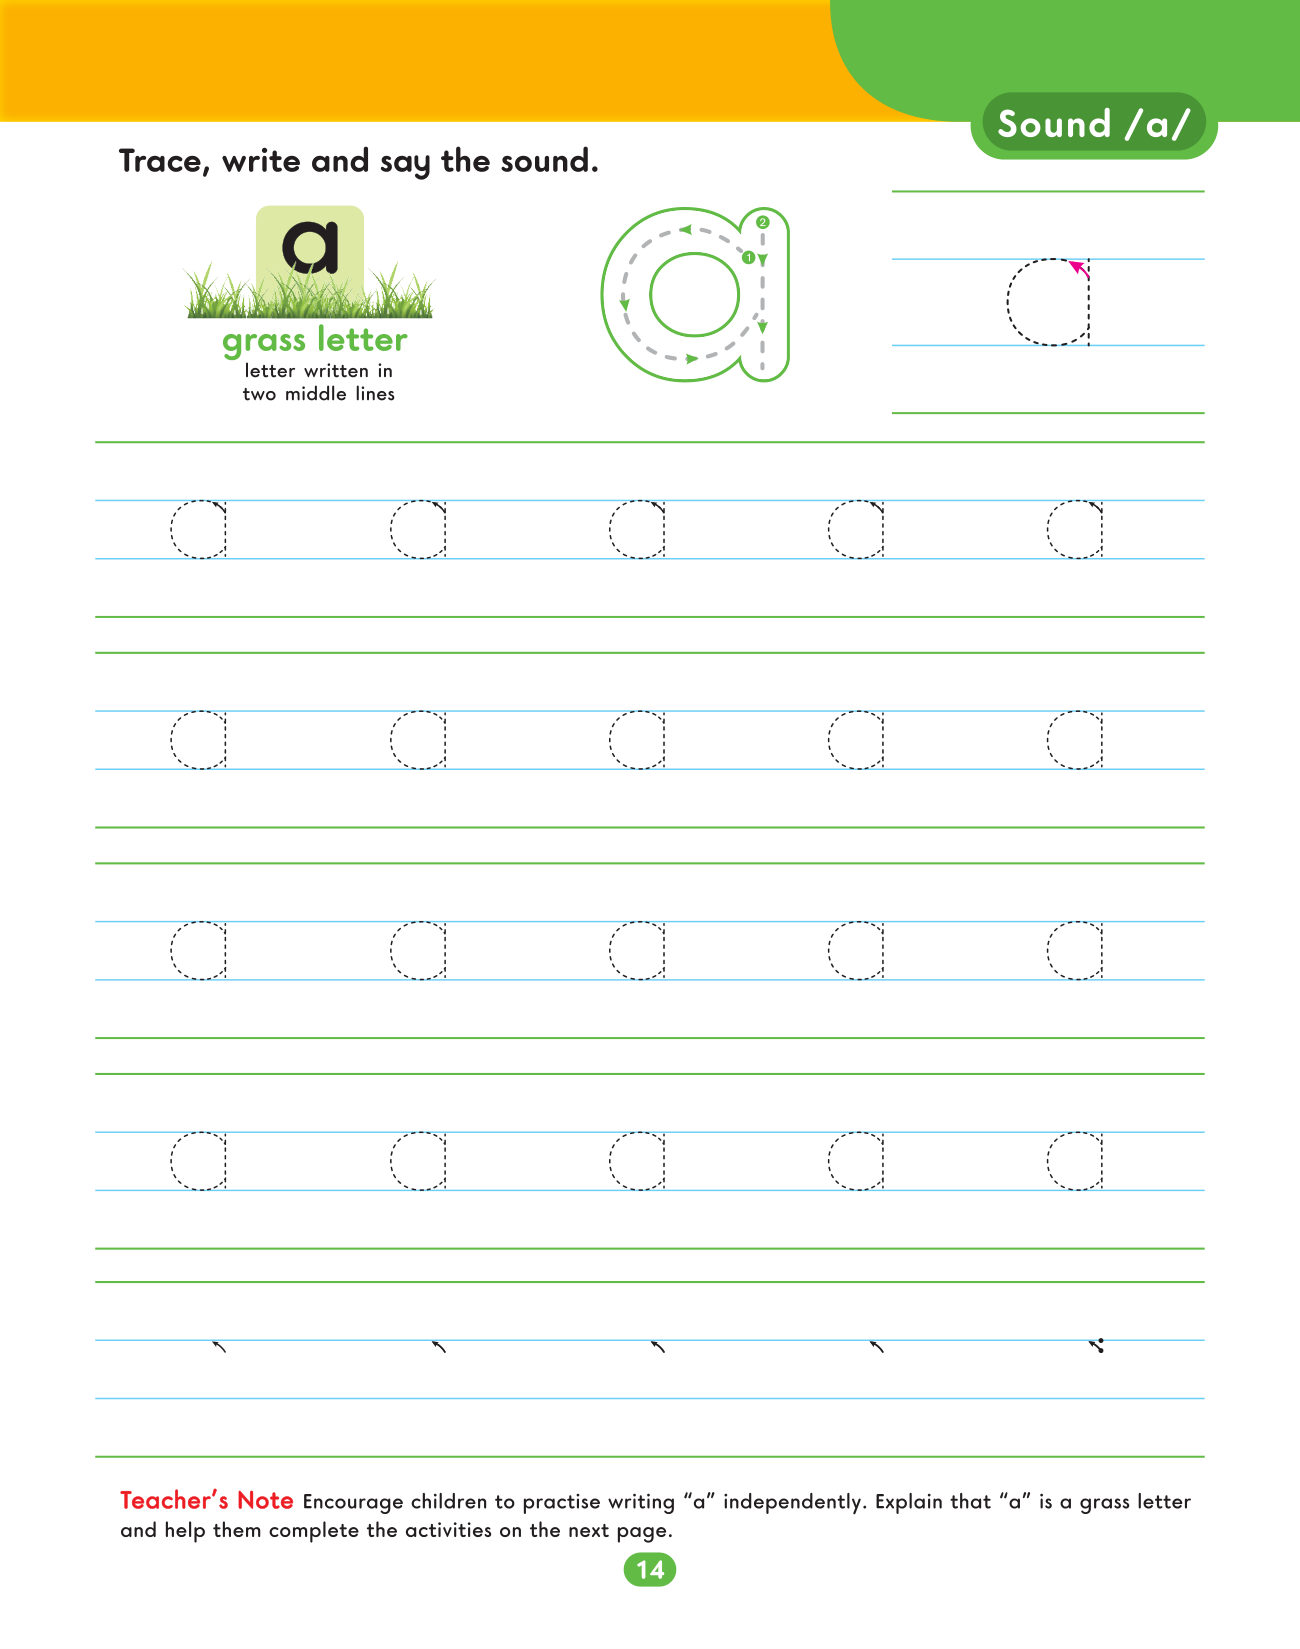 Sound /a/
Trace, write and say the sound.
a
grass letter
letter written in
two middle lines
2
1
a
a a a a a
a a a a a
a a a a a
a a a a a
Teacher's Note Encourage children to practise writing “a” independently. Explain that “a” is a grass letter
and help them complete the activities on the next page.
14